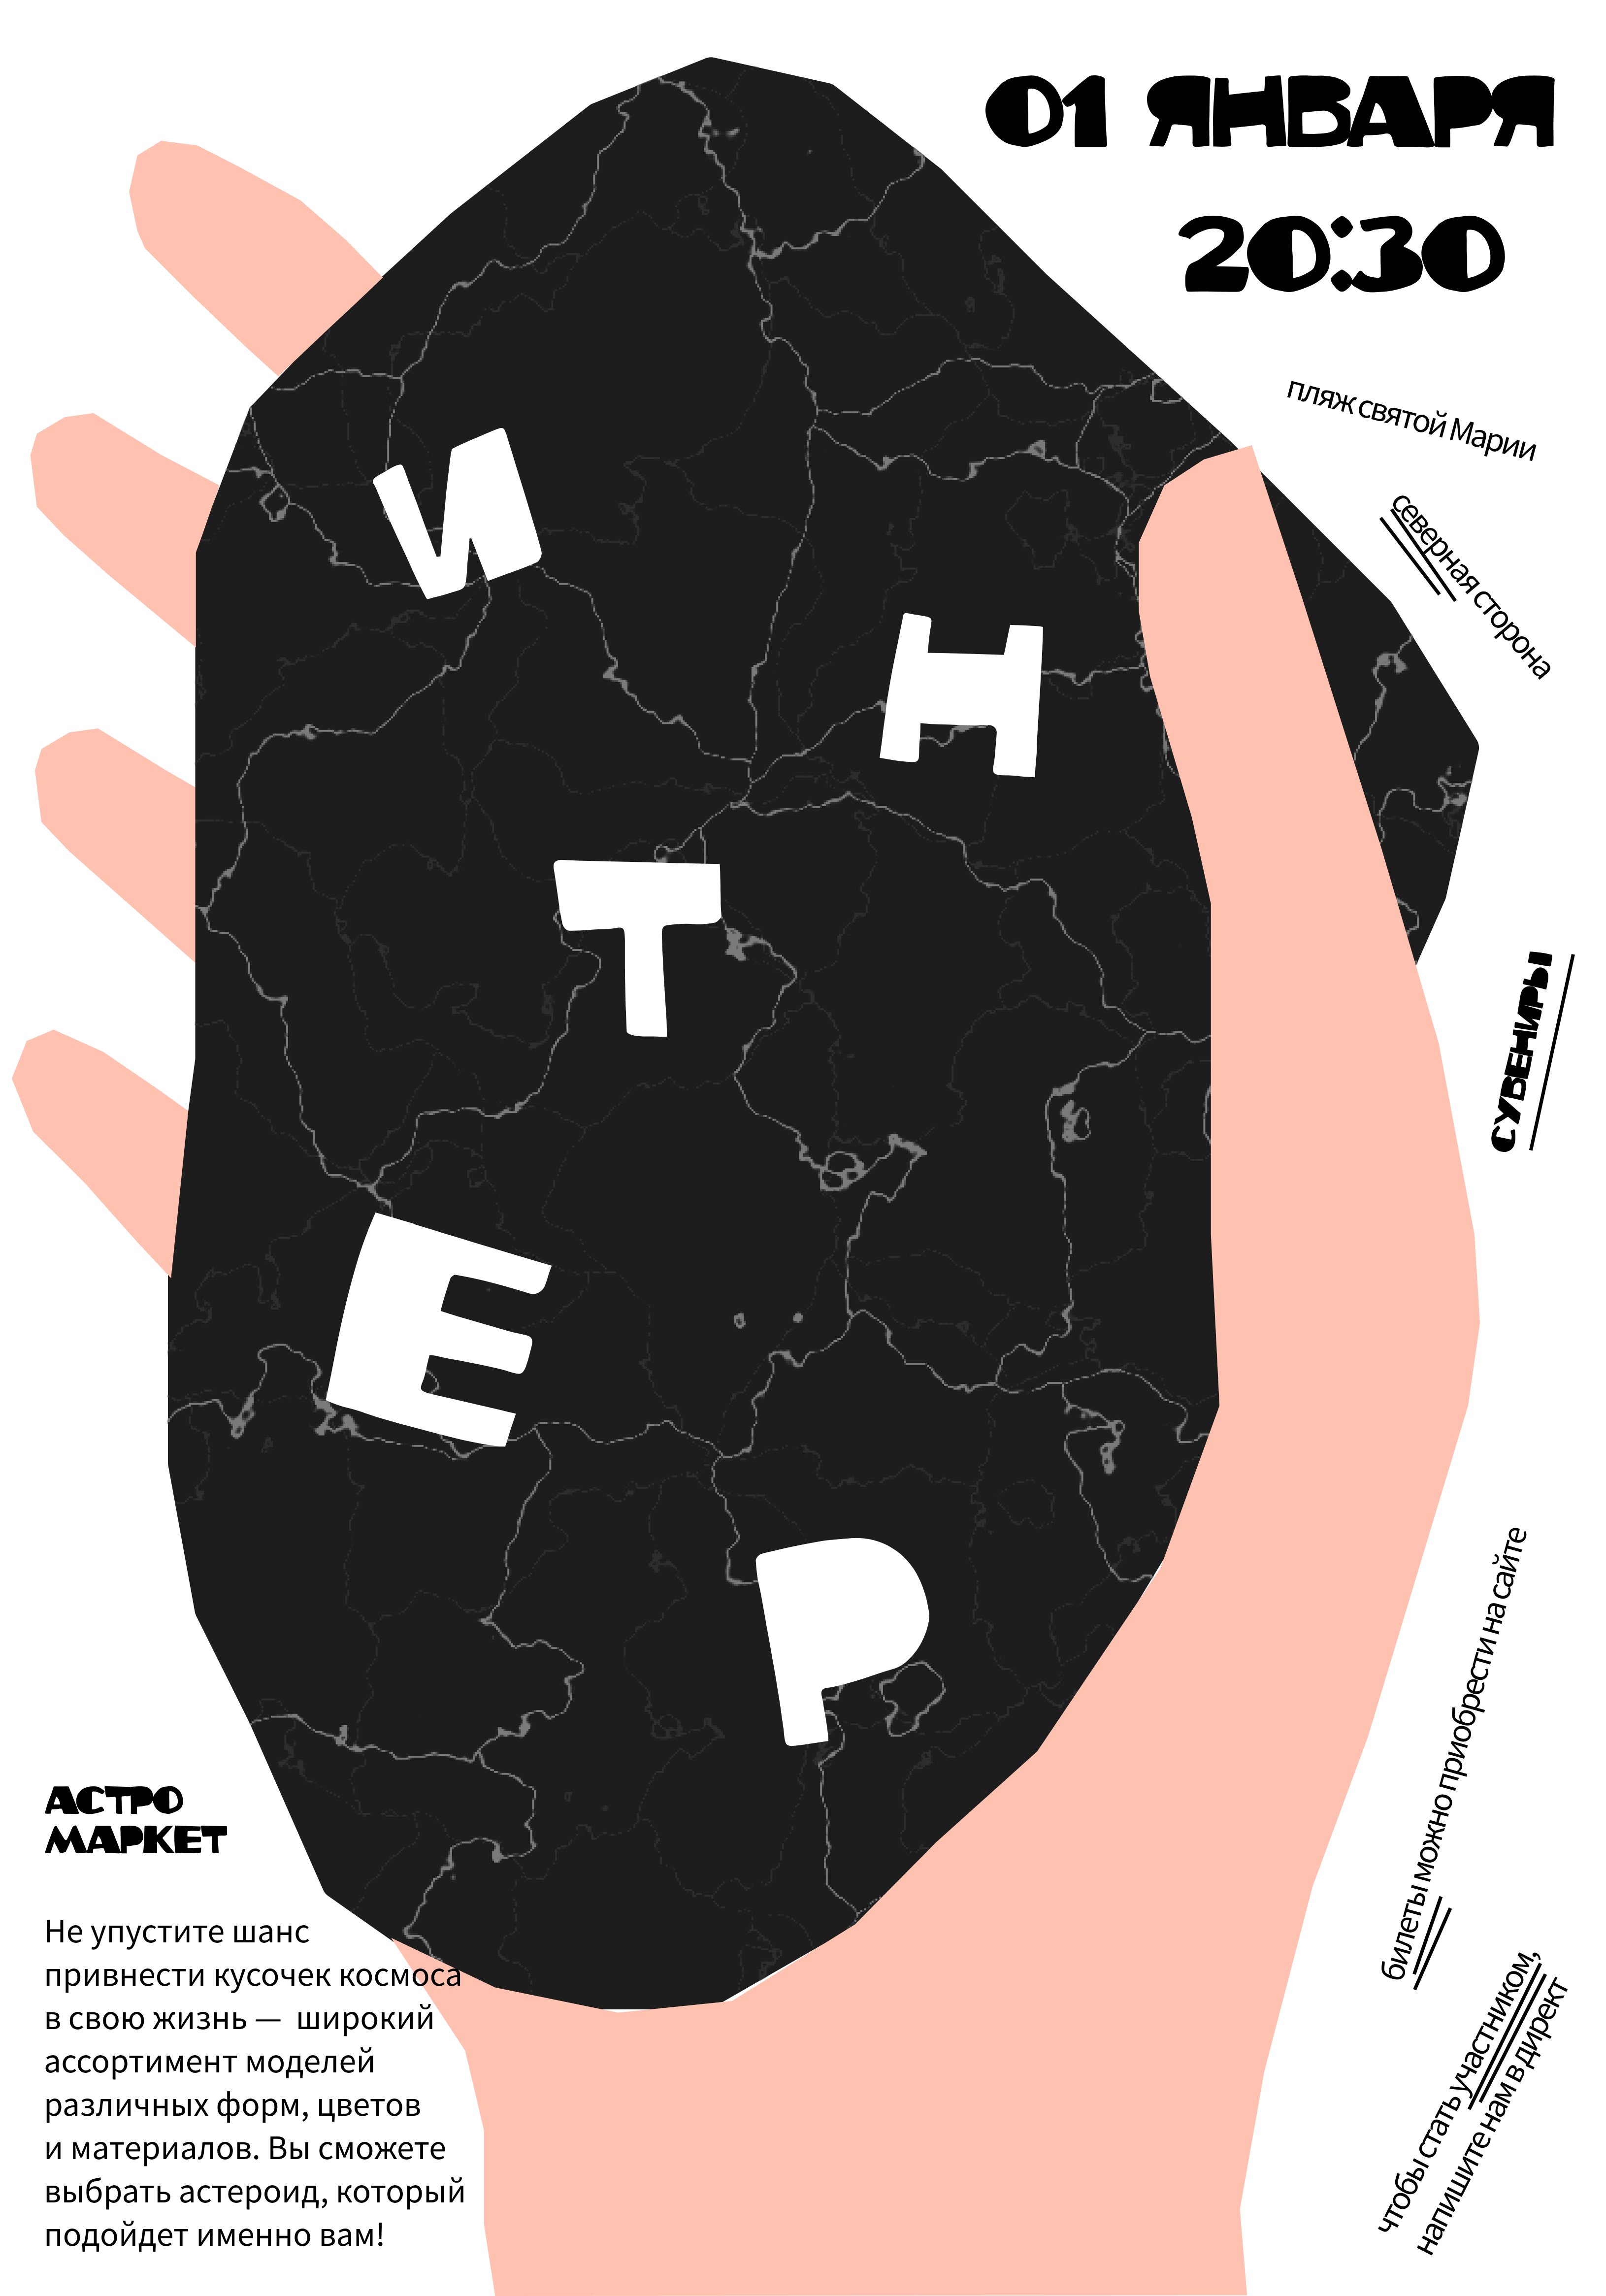 01 ЯНВАРЯ
20:30
пляж святой Марии
северная сторона
И
Н
Т
Е
Р
СУВЕНИРЫ
билеты можно приобрести на сайте
чтобы стать участником,
напишите нам в директ
АСТРО
МАРКЕТ
Не упустите шанс
привнести кусочек космоса
в свою жизнь — широкий
ассортимент моделей
различных форм, цветов
и материалов. Вы сможете
выбрать астероид, который
подойдет именно вам!